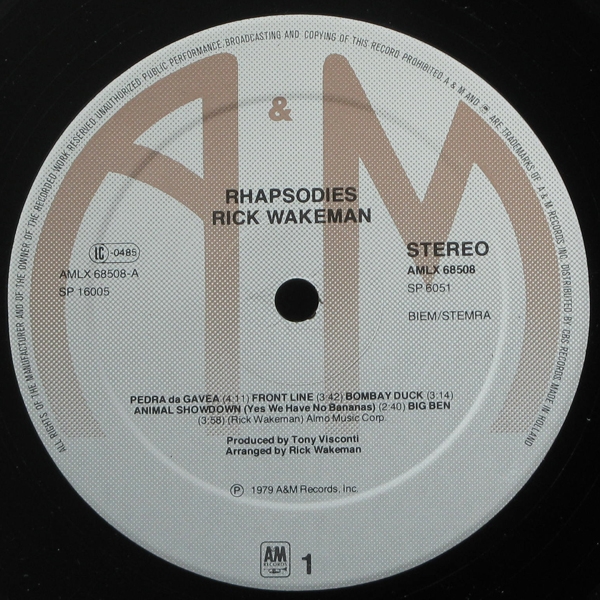 ALL RIGHTS OF THE MANUFACTURER AND OF THE OWNER OF THE RECORDED WORK RESERVED. UNAUTHORIZED PUBLIC PERFORMANCE, BROADCASTING AND COPYING OF THIS RECORD PROHIBITED. A & M AND ARE TRADEMARKS OF A & M RECORDS INC. DISTRIBUTED BY CBS RECORDS MADE IN HOLLAND
A & M
RHAPSODIES
RICK WAKEMAN
LC -0485
AMLX 68508-A
SP 16005
STEREO
AMLX 68508
SP 6051
BIEM/STEMRA
PEDRA da GAVEA (4:11) FRONT LINE (3:42) BOMBAY DUCK (3:14)
ANIMAL SHOWDOWN (Yes We Have No Bananas) (2:40) BIG BEN
(3:58) (Rick Wakeman) Almo Music Corp.
Produced by Tony Visconti
Arranged by Rick Wakeman
℗ 1979 A&M Records, Inc.
AM
RECORDS
1